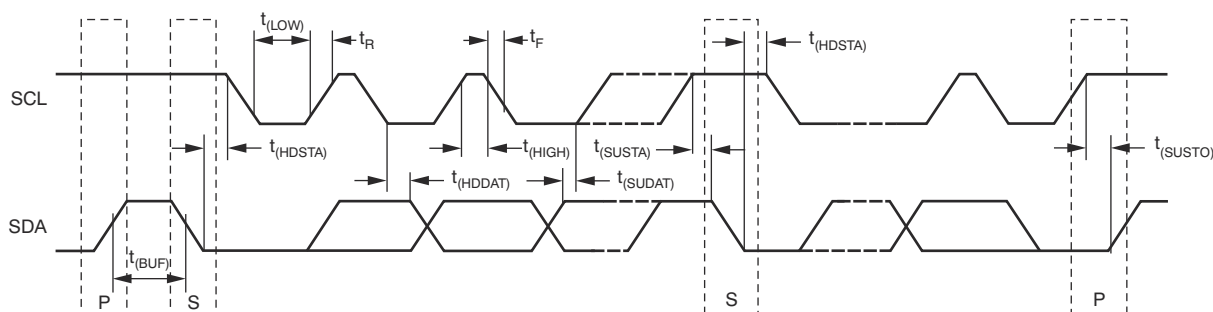 t(LOW)
tR
tF
t(HDSTA)
SCL
t(HDSTA)
t(HIGH)
t(SUSTA)
t(SUSTO)
t(HDDAT)
t(SUDAT)
SDA
t(BUF)
P
S
S
P